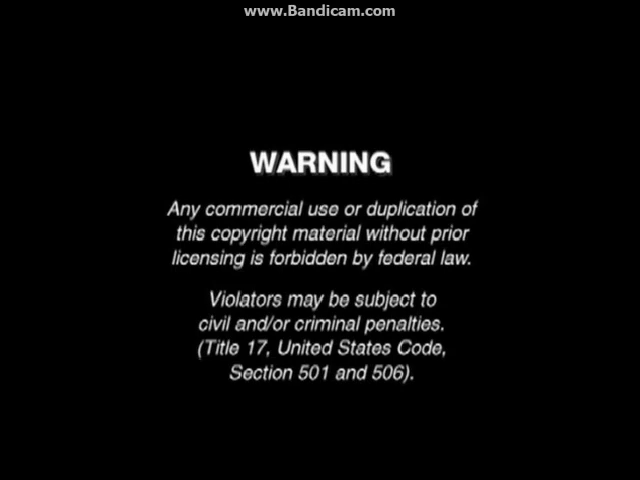 www.Bandicam.com
WARNING
Any commercial use or duplication of
this copyright material without prior
licensing is forbidden by federal law.
Violators may be subject to
civil and/or criminal penalties.
(Title 17, United States Code,
Section 501 and 506).